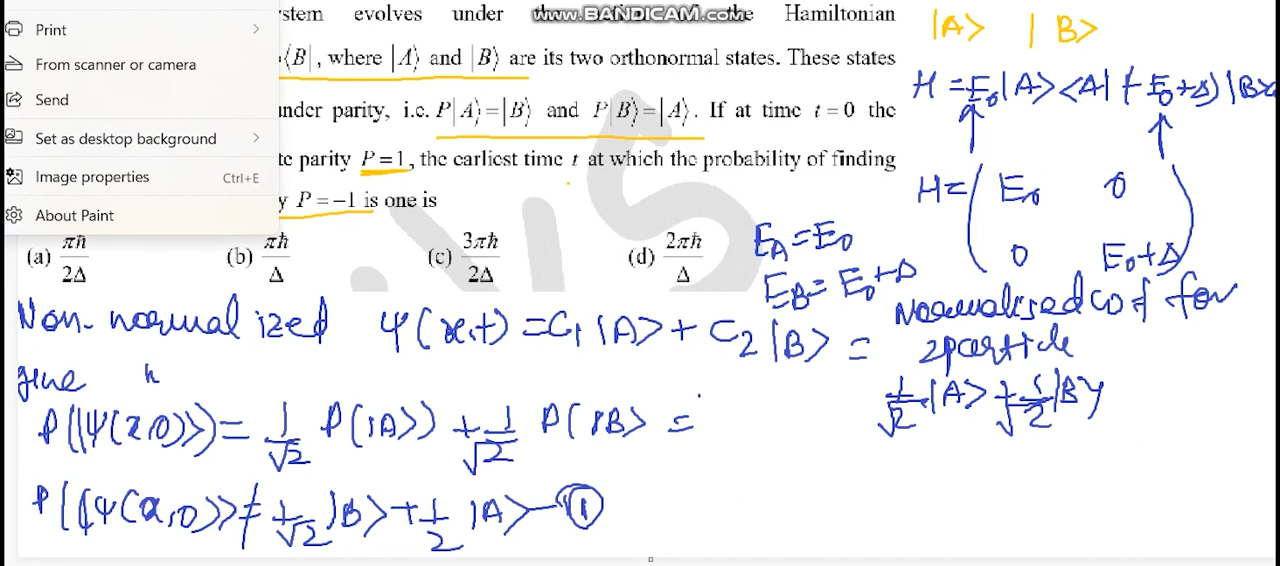 Print
From scanner or camera
Send
Set as desktop background
Image properties Ctrl+E
About Paint
stem evolves under the Hamiltonian
www.BANDICAM.com
⟨B|, where |A⟩ and |B⟩ are its two orthonormal states. These states
under parity, i.e. P|A⟩=|B⟩ and P|B⟩=|A⟩. If at time t=0 the
te parity P=1, the earliest time t at which the probability of finding
y P=−1 is one is
(a) πħ/2Δ (b) πħ/Δ (c) 3πħ/2Δ (d) 2πħ/Δ
|A> |B>
H=E₀|A><A|+E₀+Δ)|B>
H=(E₀ 0
0 E₀+Δ)
E_A=E₀
E_B=E₀+Δ
Non-normalized ψ(x,t)=C₁|A>+C₂|B>=
Normalised for
2particle
1/√2|A>+1/√2|B>
P(|ψ(x,0)>)=1/√2 P(|A>)+1/√2 P(|B>=
P(|ψ(x,0)>≠1/√2|B>+1/2|A>—①